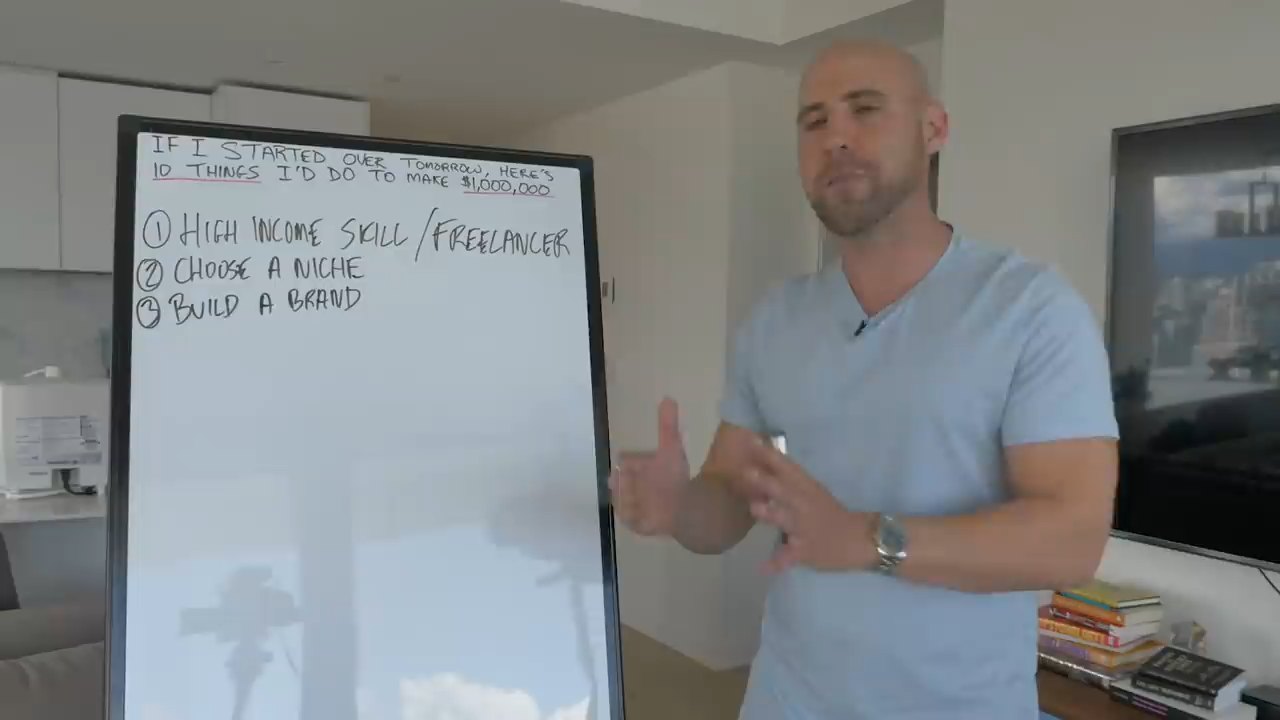 IF I STARTED OVER TOMORROW, HERE'S
10 THINGS I'D DO TO MAKE $1,000,000
① HIGH INCOME SKILL/FREELANCER
② CHOOSE A NICHE
③ BUILD A BRAND